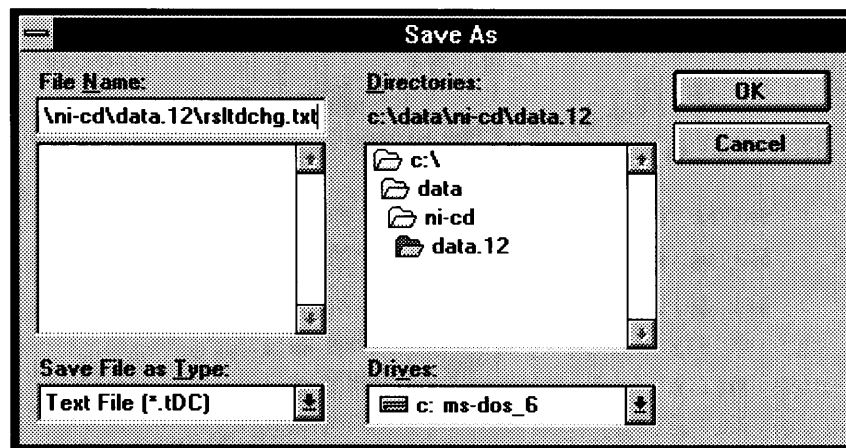 Save As
File Name:
\ni-cd\data.12\rsltdchg.txt
Directories:
c:\data\ni-cd\data.12
c:\
data
ni-cd
data.12
OK
Cancel
Save File as Type:
Text File (*.tDC)
Drives:
c: ms-dos_6